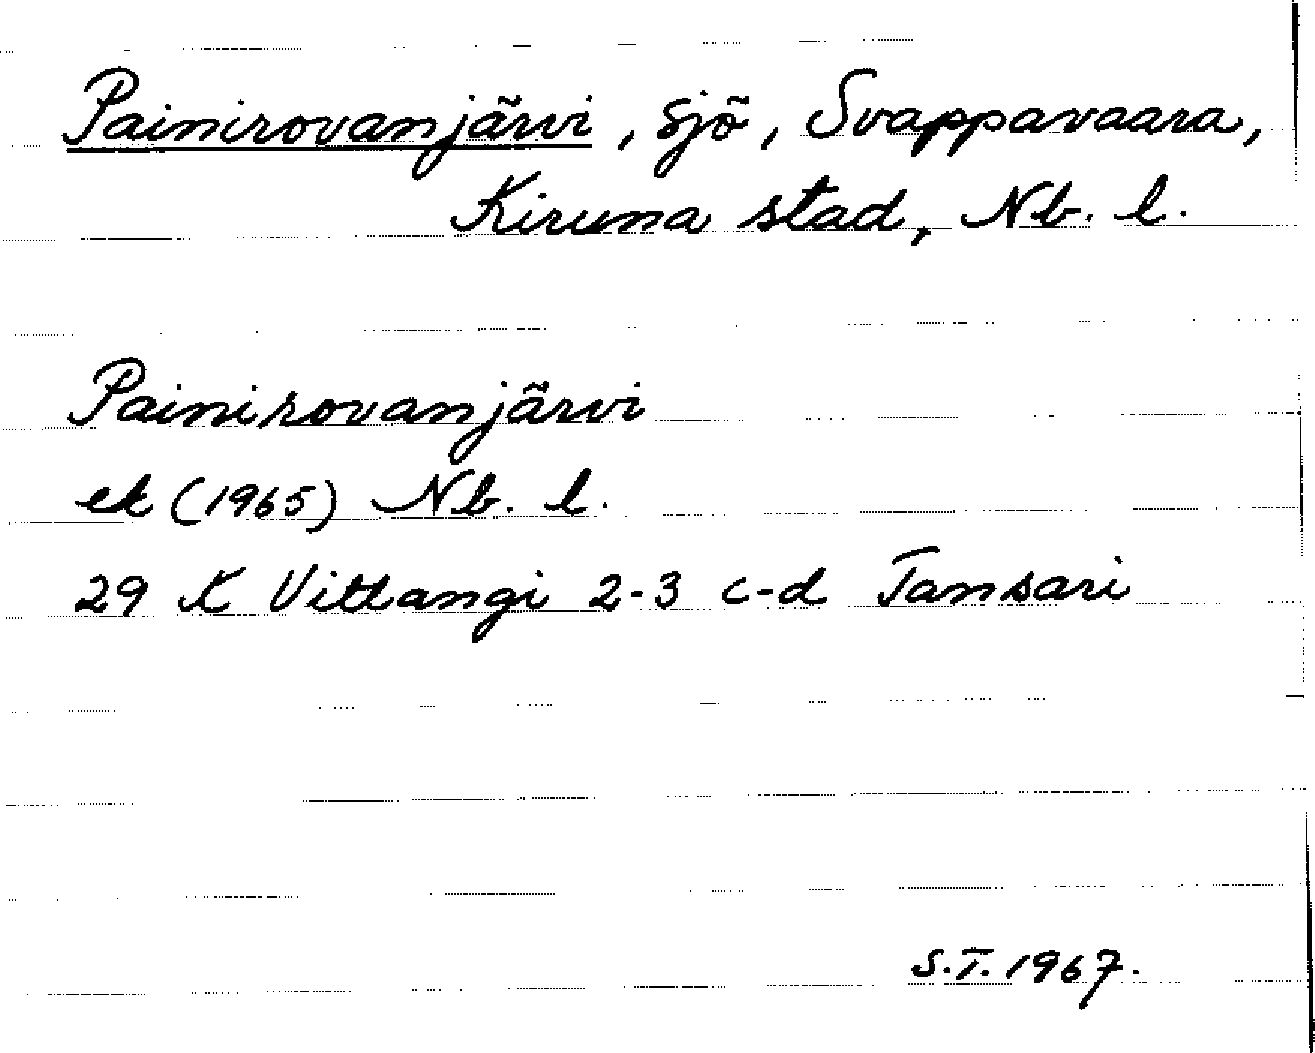 Painirovanjärvi, sjö, Svappavaara,
Kiruna stad, Nb. l.
Painirovanjärvi
ek (1965) Nb. l.
29 K Vittangi 2-3 c-d Tansari
S.T. 1967.